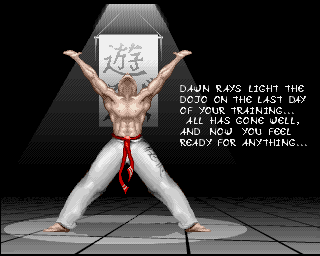 遊
DAWN RAYS LIGHT THE
DOJO ON THE LAST DAY
OF YOUR TRAINING...
ALL HAS GONE WELL,
AND NOW YOU FEEL
READY FOR ANYTHING...